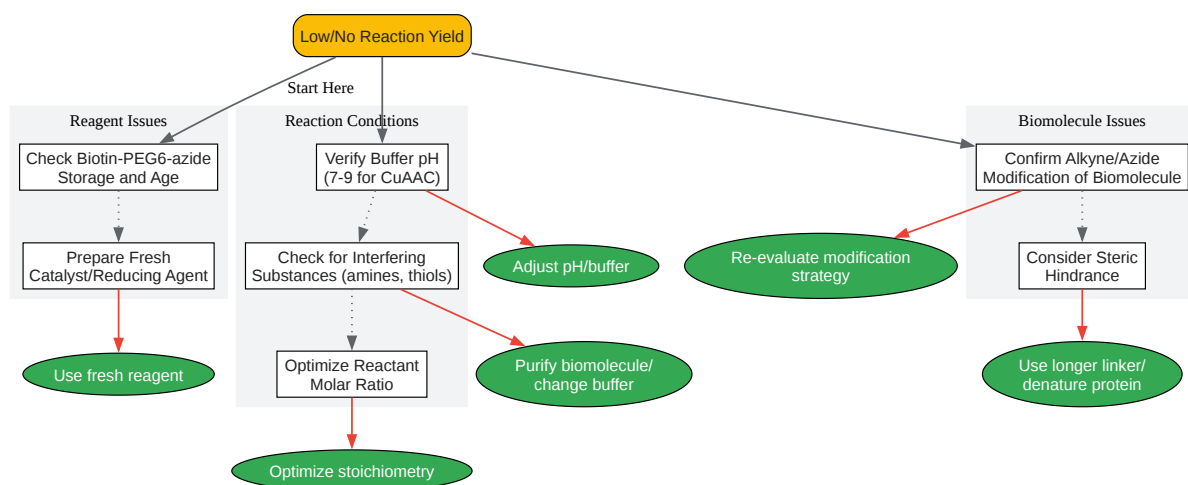 Low/No Reaction Yield
Start Here
Reagent Issues
Reaction Conditions
Biomolecule Issues
Check Biotin-PEG6-azide
Storage and Age
Verify Buffer pH
(7-9 for CuAAC)
Confirm Alkyne/Azide
Modification of Biomolecule
Prepare Fresh
Catalyst/Reducing Agent
Check for Interfering
Substances (amines, thiols)
Adjust pH/buffer
Re-evaluate modification
strategy
Consider Steric
Hindrance
Use fresh reagent
Optimize Reactant
Molar Ratio
Purify biomolecule/
change buffer
Use longer linker/
denature protein
Optimize stoichiometry